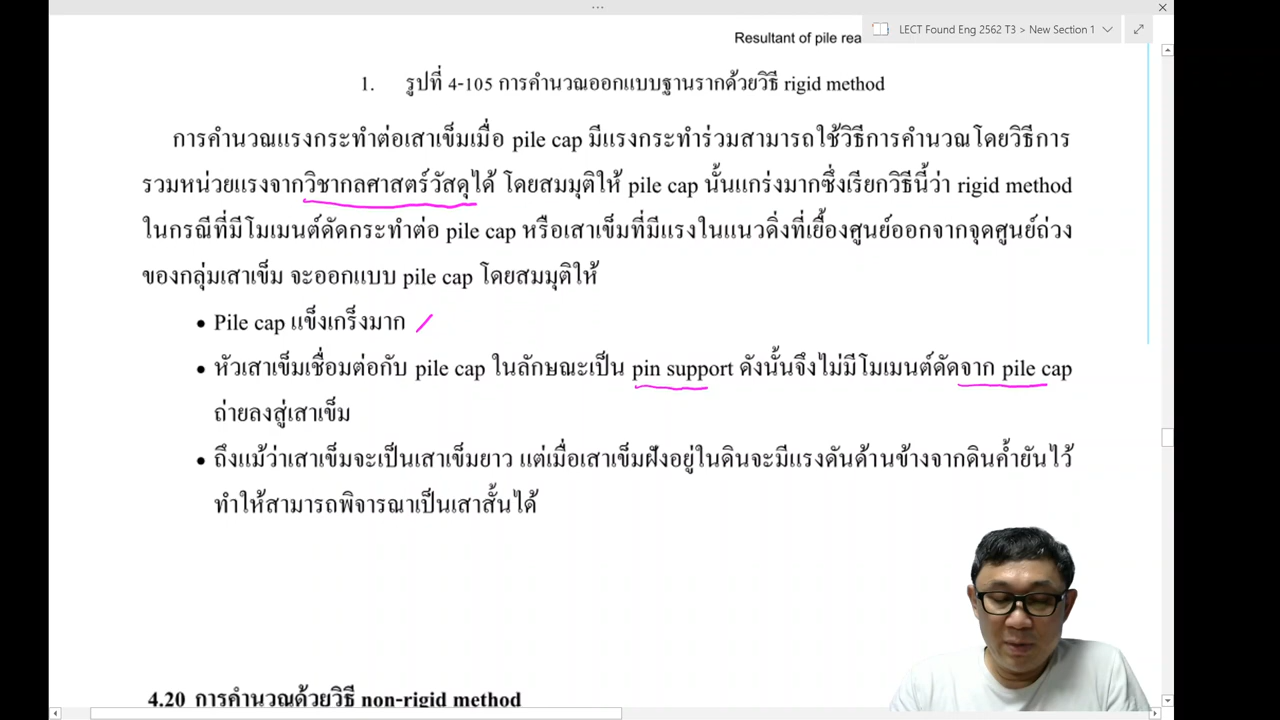 LECT Found Eng 2562 T3 > New Section 1
Resultant of pile rea
1. รูปที่ 4-105 การคำนวณออกแบบฐานรากด้วยวิธี rigid method
การคำนวณแรงกระทำต่อเสาเข็มเมื่อ pile cap มีแรงกระทำร่วมสามารถใช้วิธีการคำนวณโดยวิธีการ
รวมหน่วยแรงจากวิชากลศาสตร์วัสดุได้ โดยสมมุติให้ pile cap นั้นแกร่งมากซึ่งเรียกวิธีนี้ว่า rigid method
ในกรณีที่มีโมเมนต์ดัดกระทำต่อ pile cap หรือเสาเข็มที่มีแรงในแนวดิ่งที่เยื้องศูนย์ออกจากจุดศูนย์ถ่วง
ของกลุ่มเสาเข็ม จะออกแบบ pile cap โดยสมมุติให้
• Pile cap แข็งเกร็งมาก
• หัวเสาเข็มเชื่อมต่อกับ pile cap ในลักษณะเป็น pin support ดังนั้นจึงไม่มีโมเมนต์ดัดจาก pile cap
ถ่ายลงสู่เสาเข็ม
• ถึงแม้ว่าเสาเข็มจะเป็นเสาเข็มยาว แต่เมื่อเสาเข็มฝังอยู่ในดินจะมีแรงดันด้านข้างจากดินค้ำยันไว้
ทำให้สามารถพิจารณาเป็นเสาสั้นได้
4.20 การคำนวณด้วยวิธี non-rigid method